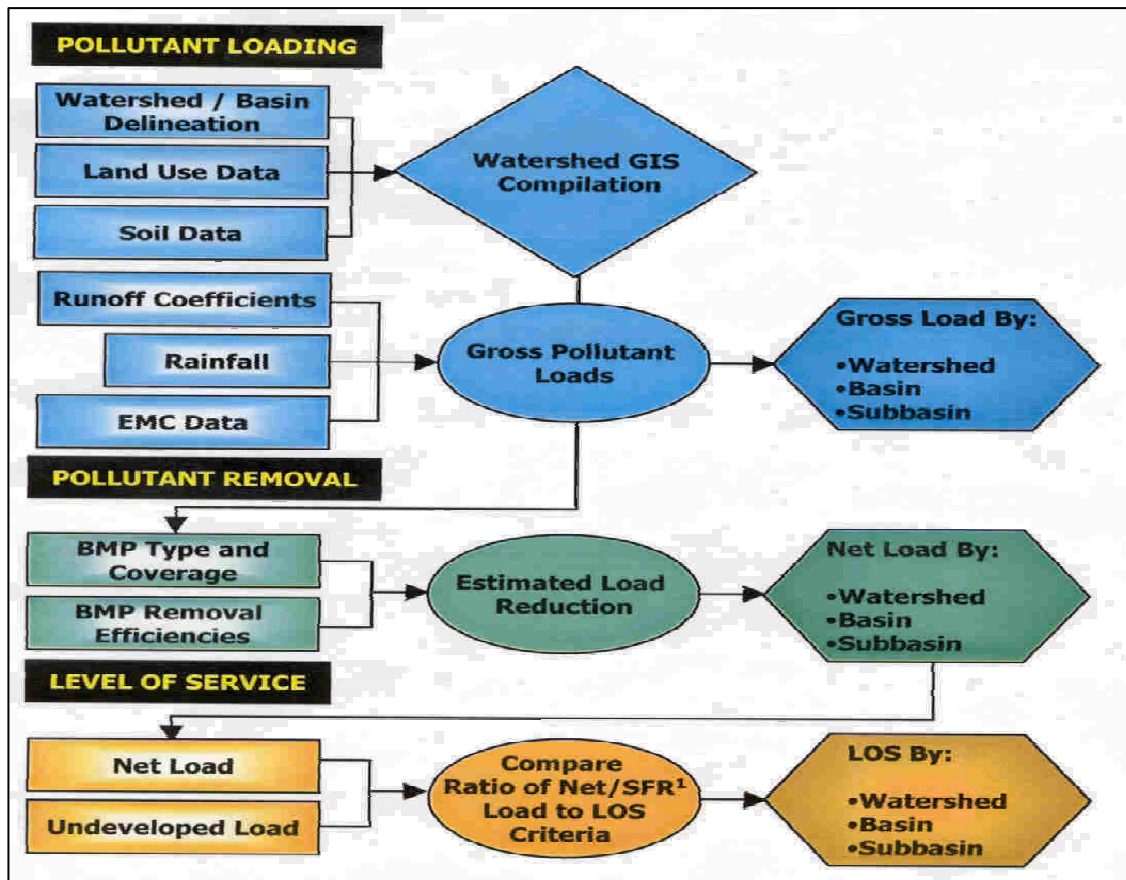 POLLUTANT LOADING
Watershed / Basin
Delineation
Land Use Data
Soil Data
Watershed GIS
Compilation
Runoff Coefficients
Rainfall
EMC Data
Gross Pollutant
Loads
Gross Load By:
•Watershed
•Basin
•Subbasin
POLLUTANT REMOVAL
BMP Type and
Coverage
BMP Removal
Efficiencies
Estimated Load
Reduction
Net Load By:
•Watershed
•Basin
•Subbasin
LEVEL OF SERVICE
Net Load
Undeveloped Load
Compare
Ratio of Net/SFR¹
Load to LOS
Criteria
LOS By:
•Watershed
•Basin
•Subbasin